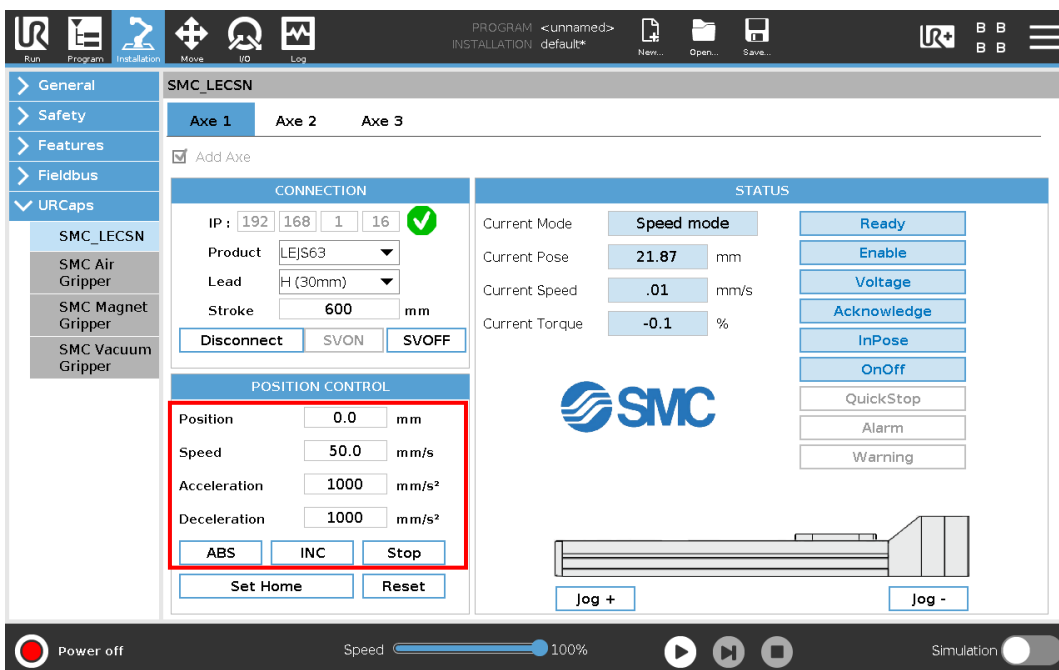 PROGRAM <unnamed>
INSTALLATION default*
UR
Run
Program
Installation
Move
I/O
Log
New...
Open...
Save...
UR+
B B
B B
General
Safety
Features
Fieldbus
URCaps
SMC_LECSN
SMC Air
Gripper
SMC Magnet
Gripper
SMC Vacuum
Gripper
SMC_LECSN
Axe 1
Axe 2
Axe 3
Add Axe
CONNECTION
IP : 192 168 1 16
Product LEJS63
Lead H (30mm)
Stroke 600 mm
Disconnect SVON SVOFF
POSITION CONTROL
Position 0.0 mm
Speed 50.0 mm/s
Acceleration 1000 mm/s²
Deceleration 1000 mm/s²
ABS INC Stop
Set Home Reset
STATUS
Current Mode Speed mode
Current Pose 21.87 mm
Current Speed .01 mm/s
Current Torque -0.1 %
Ready
Enable
Voltage
Acknowledge
InPose
OnOff
QuickStop
Alarm
Warning
SMC
Jog +
Jog -
Power off
Speed 100%
Simulation